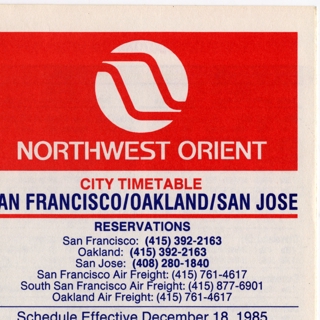 NORTHWEST ORIENT
CITY TIMETABLE
AN FRANCISCO/OAKLAND/SAN JOSE
RESERVATIONS
San Francisco: (415) 392-2163
Oakland: (415) 392-2163
San Jose: (408) 280-1840
San Francisco Air Freight: (415) 761-4617
South San Francisco Air Freight: (415) 877-6901
Oakland Air Freight: (415) 761-4617
Schedule Effective December 18, 1985